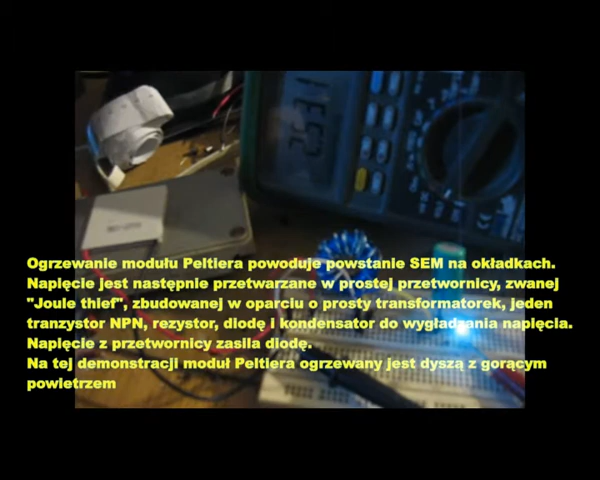 Ogrzewanie modułu Peltiera powoduje powstanie SEM na okładkach.
Napięcie jest następnie przetwarzane w prostej przetwornicy, zwanej
"Joule thief", zbudowanej w oparciu o prosty transformatorek, jeden
tranzystor NPN, rezystor, diodę i kondensator do wygładzania napięcia.
Napięcie z przetwornicy zasila diodę.
Na tej demonstracji moduł Peltiera ogrzewany jest dyszą z gorącym
powietrzem